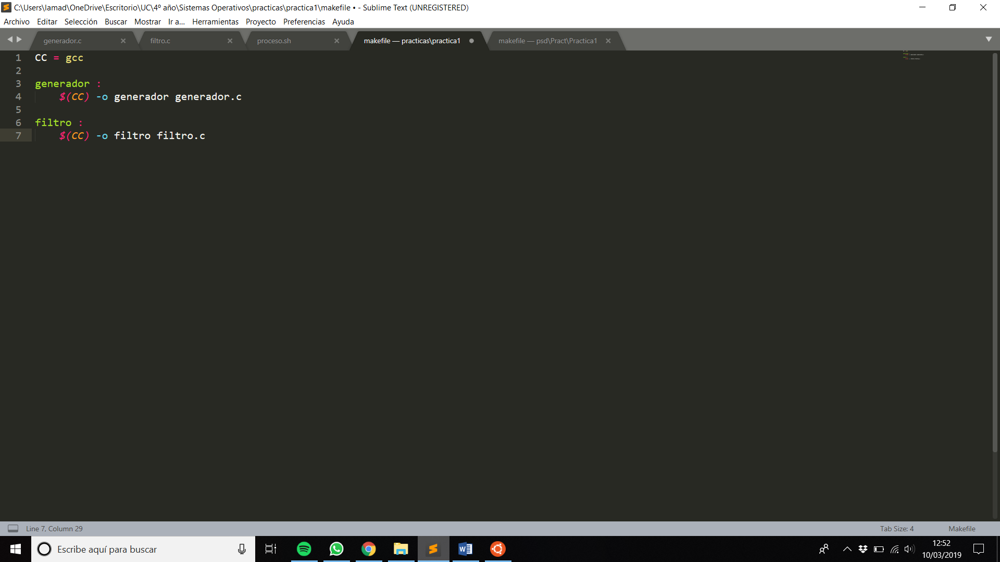 C:\Users\lamad\OneDrive\Escritorio\UC\4º año\Sistemas Operativos\practicas\practica1\makefile • - Sublime Text (UNREGISTERED)
Archivo Editar Selección Buscar Mostrar Ir a... Herramientas Proyecto Preferencias Ayuda
generador.c filtro.c proceso.sh makefile — practicas\practica1 makefile — psd\Pract\Practica1
1 CC = gcc
2
3 generador :
4 $(CC) -o generador generador.c
5
6 filtro :
7 $(CC) -o filtro filtro.c
Line 7, Column 29 Tab Size: 4 Makefile
Escribe aquí para buscar
12:52
10/03/2019